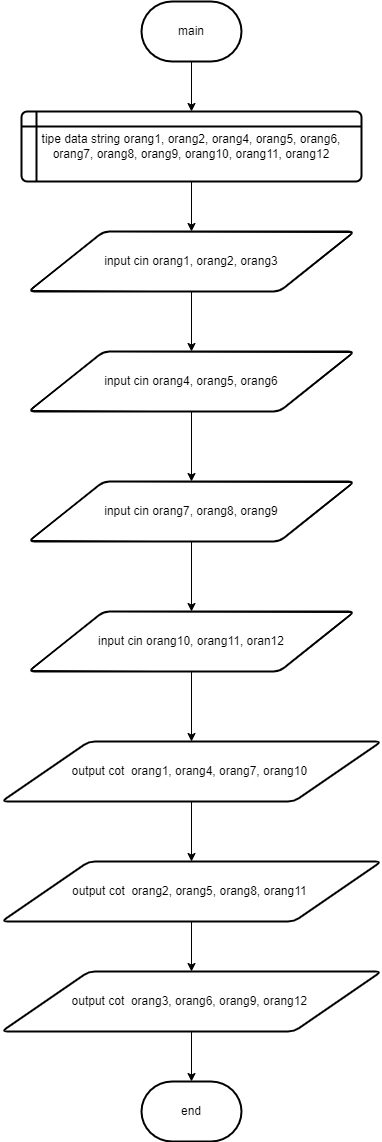 main
tipe data string orang1, orang2, orang4, orang5, orang6,
orang7, orang8, orang9, orang10, orang11, orang12
input cin orang1, orang2, orang3
input cin orang4, orang5, orang6
input cin orang7, orang8, orang9
input cin orang10, orang11, oran12
output cot  orang1, orang4, orang7, orang10
output cot  orang2, orang5, orang8, orang11
output cot  orang3, orang6, orang9, orang12
end